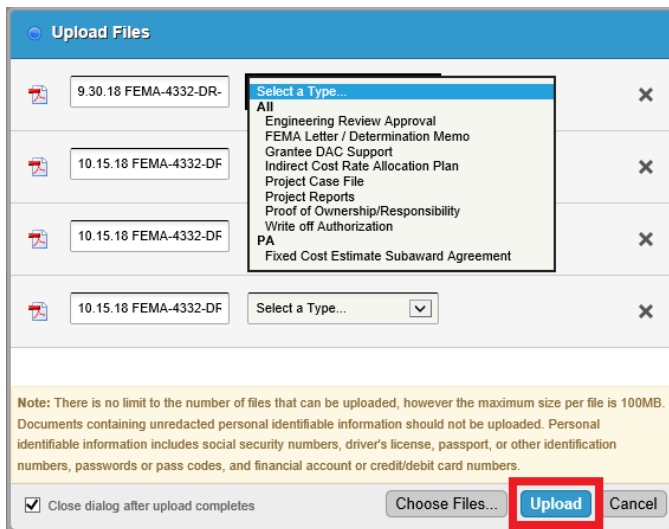 Upload Files
9.30.18 FEMA-4332-DR-
Select a Type...
All
Engineering Review Approval
FEMA Letter / Determination Memo
Grantee DAC Support
Indirect Cost Rate Allocation Plan
Project Case File
Project Reports
Proof of Ownership/Responsibility
Write off Authorization
PA
Fixed Cost Estimate Subaward Agreement
10.15.18 FEMA-4332-DF
10.15.18 FEMA-4332-DF
10.15.18 FEMA-4332-DF
Select a Type...
Note: There is no limit to the number of files that can be uploaded, however the maximum size per file is 100MB.
Documents containing unredacted personal identifiable information should not be uploaded. Personal
identifiable information includes social security numbers, driver's license, passport, or other identification
numbers, passwords or pass codes, and financial account or credit/debit card numbers.
Close dialog after upload completes
Choose Files...
Upload
Cancel